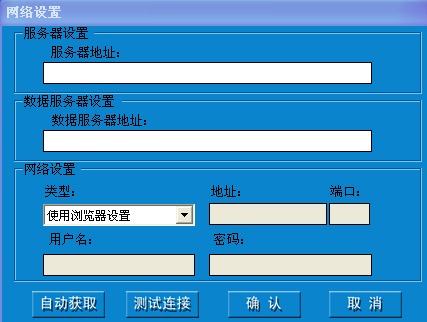 网络设置
服务器设置
服务器地址：
数据服务器设置
数据服务器地址：
网络设置
类型： 地址： 端口：
使用浏览器设置
用户名： 密码：
自动获取 测试连接 确 认 取 消